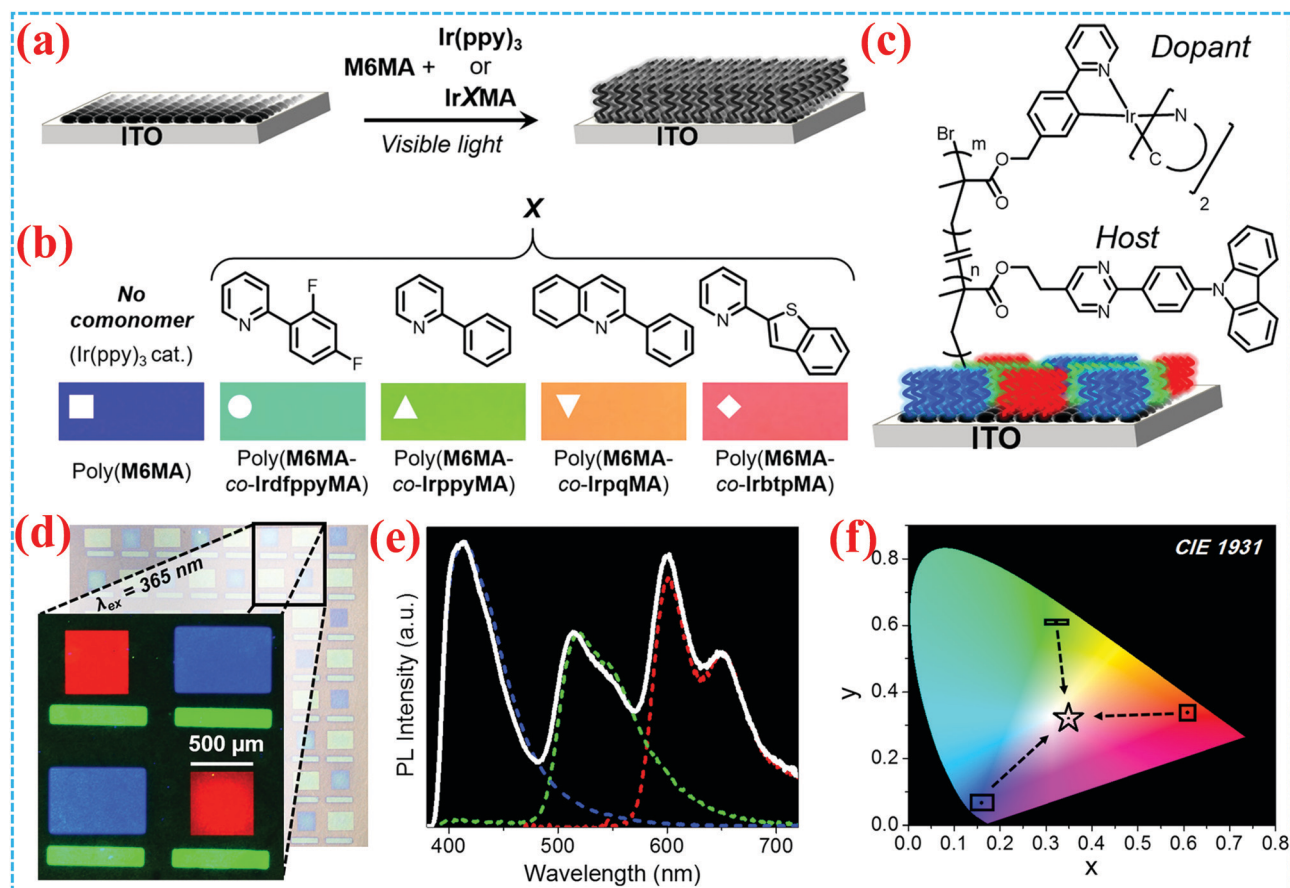 (a)
M6MA +
Ir(ppy)₃
or
IrXMA
Visible light
ITO
ITO
(b)
X
No
comonomer
(Ir(ppy)₃ cat.)
N
F
F
N
N
N
S
Poly(M6MA)
Poly(M6MA-
co-IrdfppyMA)
Poly(M6MA-
co-IrppyMA)
Poly(M6MA-
co-IrpqMA)
Poly(M6MA-
co-IrbtpMA)
(c)
Dopant
N
Ir
N
C
2
Br
m
O
O
Host
n
O
O
N
N
N
ITO
(d)
λex = 365 nm
500 μm
(e)
PL Intensity (a.u.)
400 500 600 700
Wavelength (nm)
(f)
CIE 1931
y
0.8
0.6
0.4
0.2
0.0
0.0 0.1 0.2 0.3 0.4 0.5 0.6 0.7 0.8
x